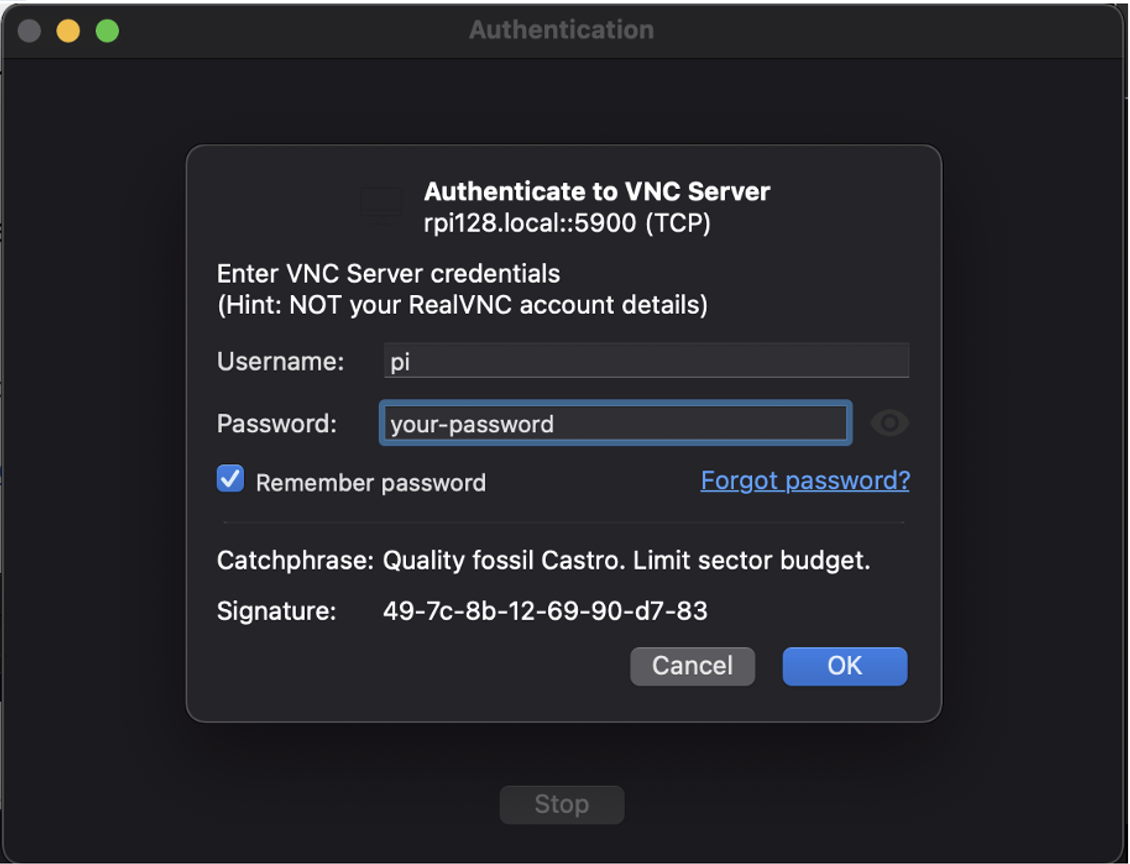 Authentication
Authenticate to VNC Server
rpi128.local::5900 (TCP)
Enter VNC Server credentials
(Hint: NOT your RealVNC account details)
Username: pi
Password: your-password
Remember password Forgot password?
Catchphrase: Quality fossil Castro. Limit sector budget.
Signature: 49-7c-8b-12-69-90-d7-83
Cancel OK
Stop